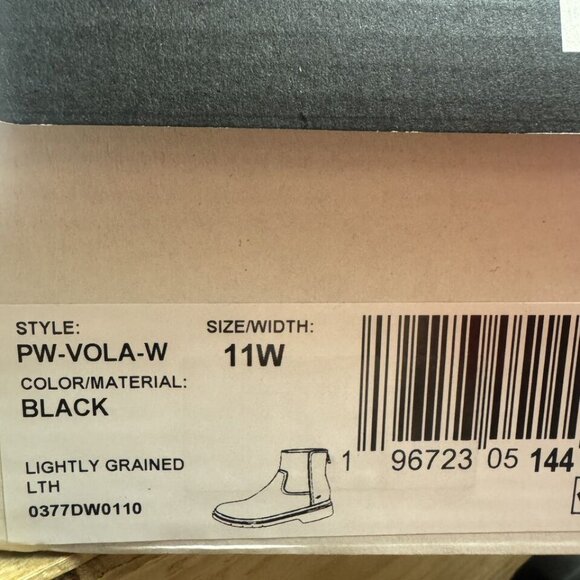 STYLE:
PW-VOLA-W
SIZE/WIDTH:
11W
COLOR/MATERIAL:
BLACK
LIGHTLY GRAINED
LTH
0377DW0110
1 96723 05 144